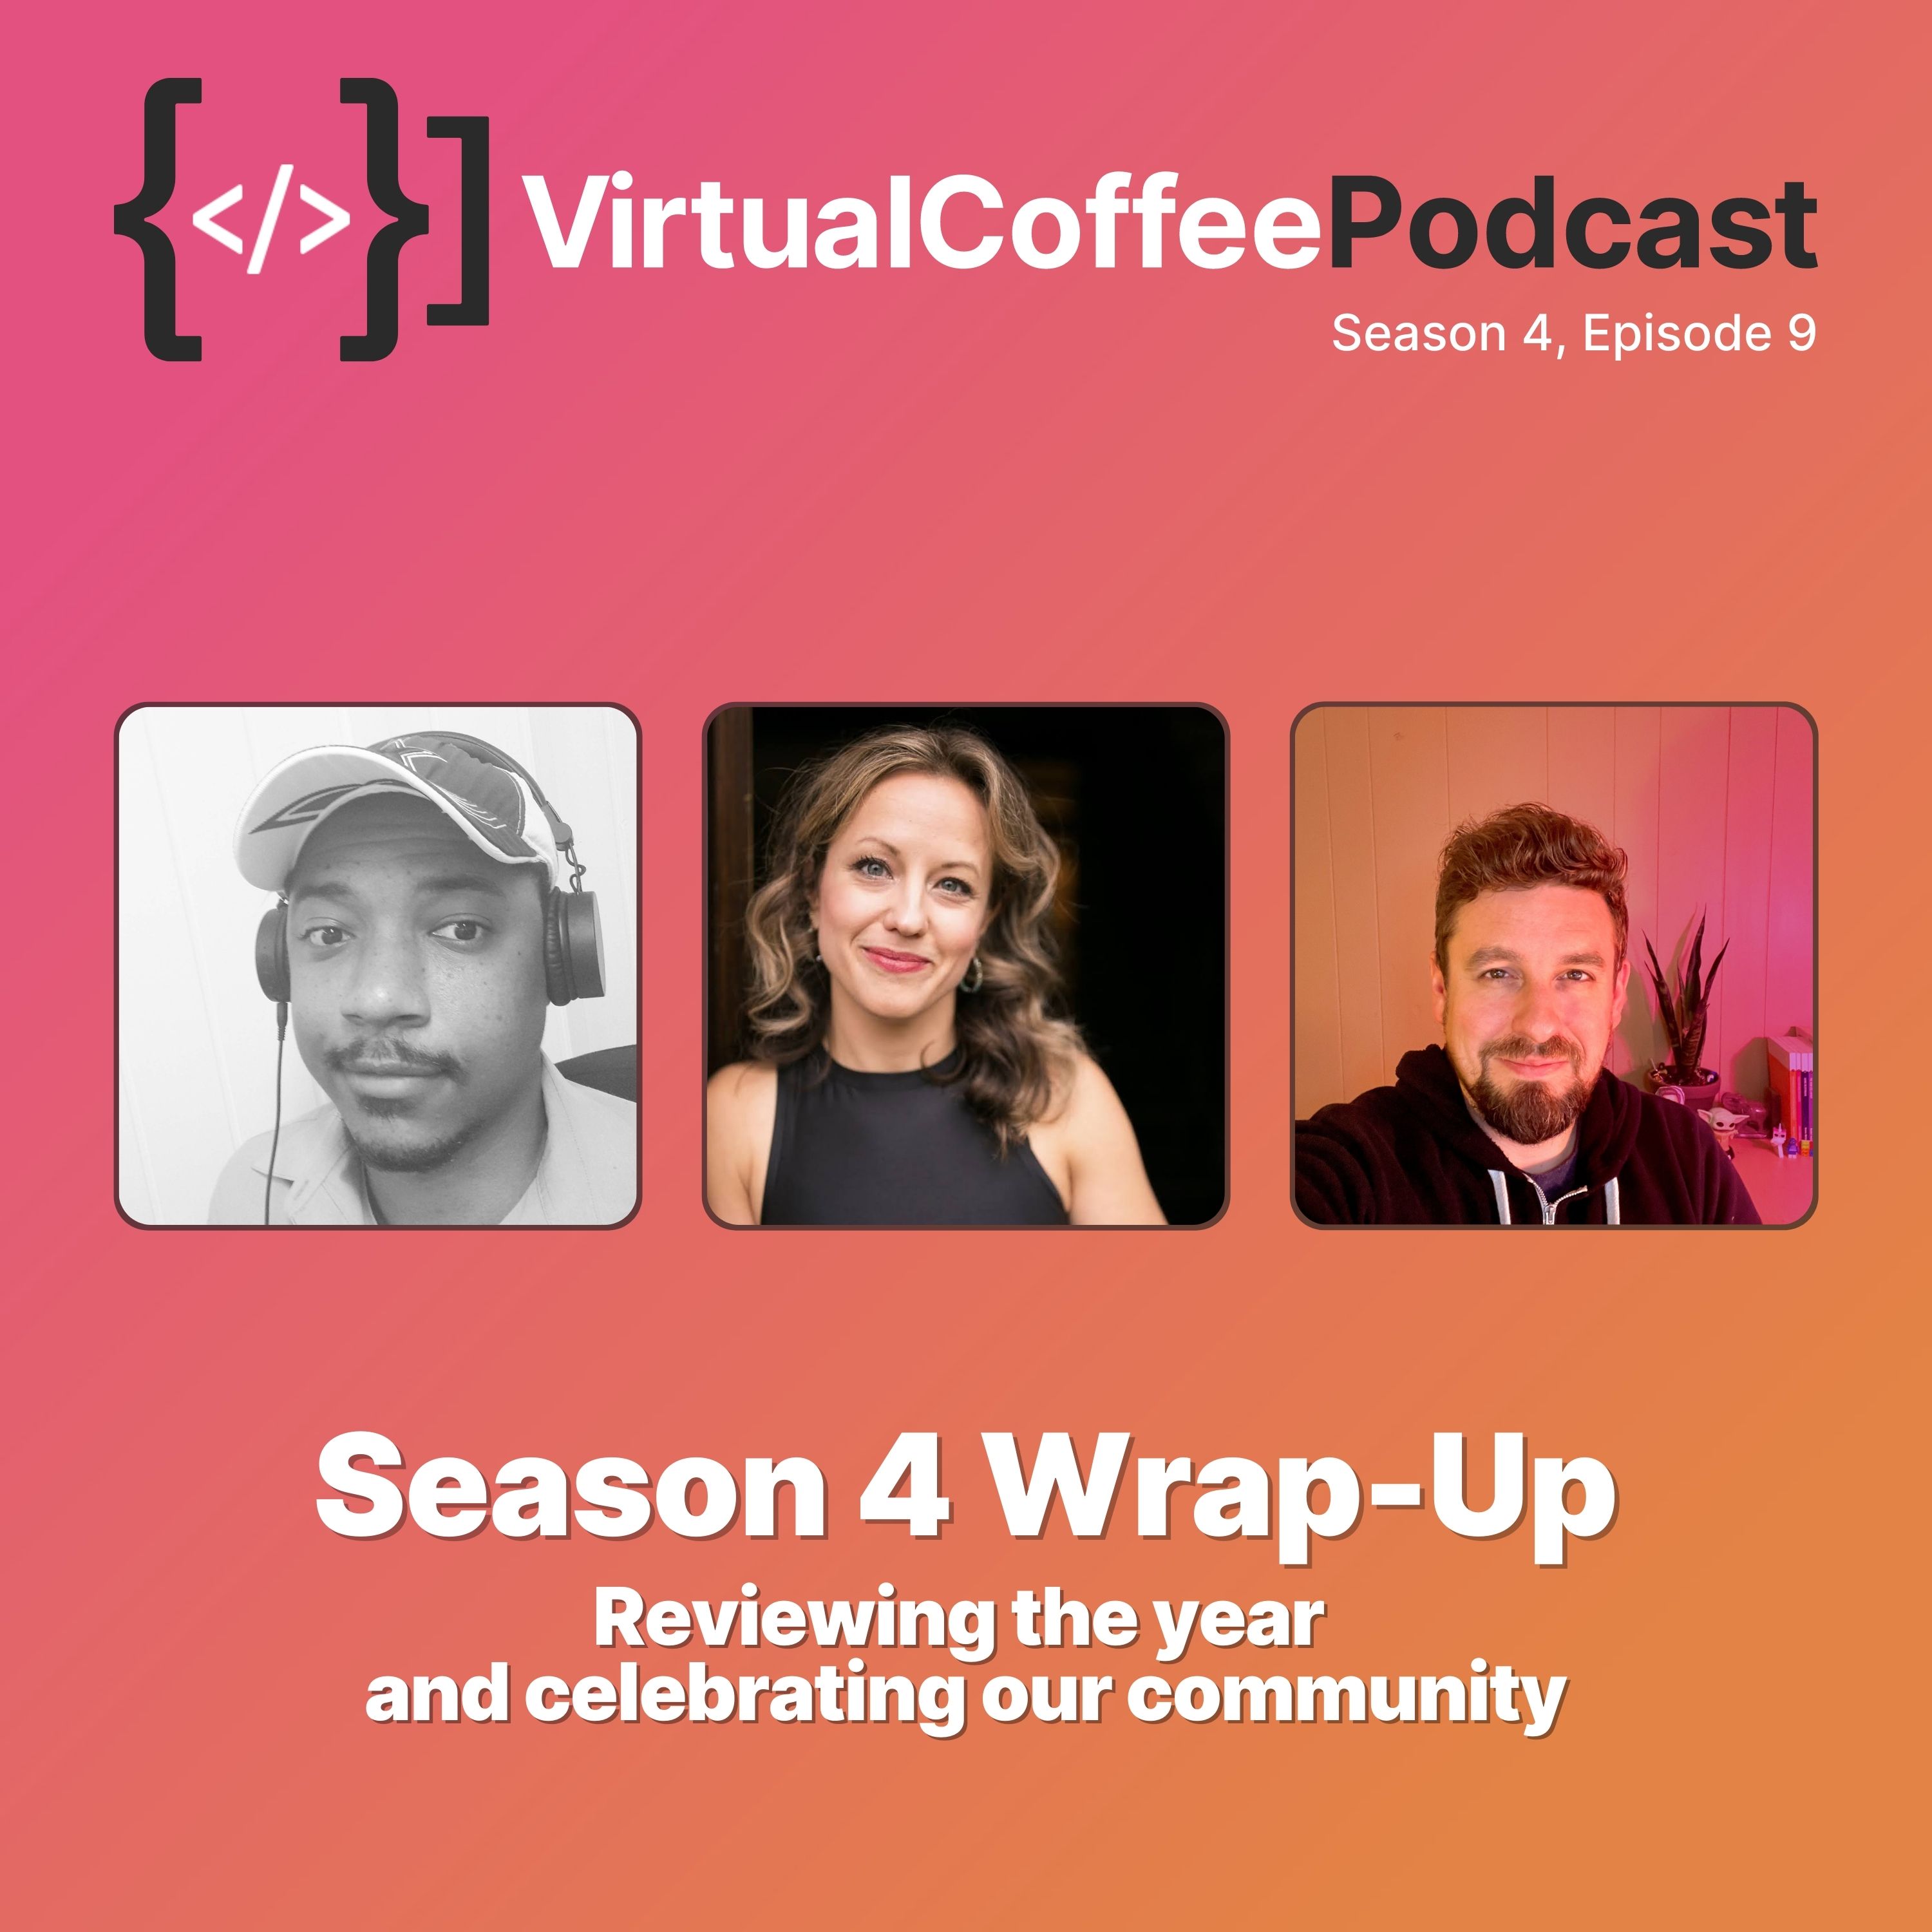 {</>}] VirtualCoffeePodcast
Season 4, Episode 9
Season 4 Wrap-Up
Reviewing the year
and celebrating our community